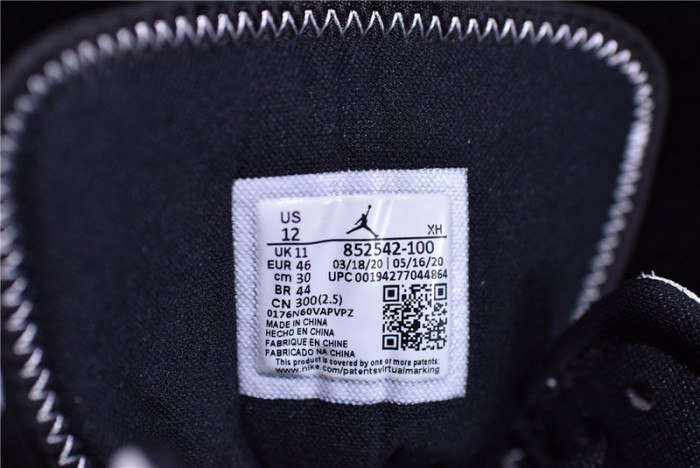 US
12
XH
UK 11
852542-100
EUR 46
03/18/20 | 05/16/20
cm 30
UPC 00194277044864
BR 44
CN 300(2.5)
0176N60VAPVPZ
MADE IN CHINA
HECHO EN CHINA
FABRIQUE EN CHINE
FABRICADO NA CHINA
This product is covered by one or more patents:
www.nike.com/patentsvirtualmarking